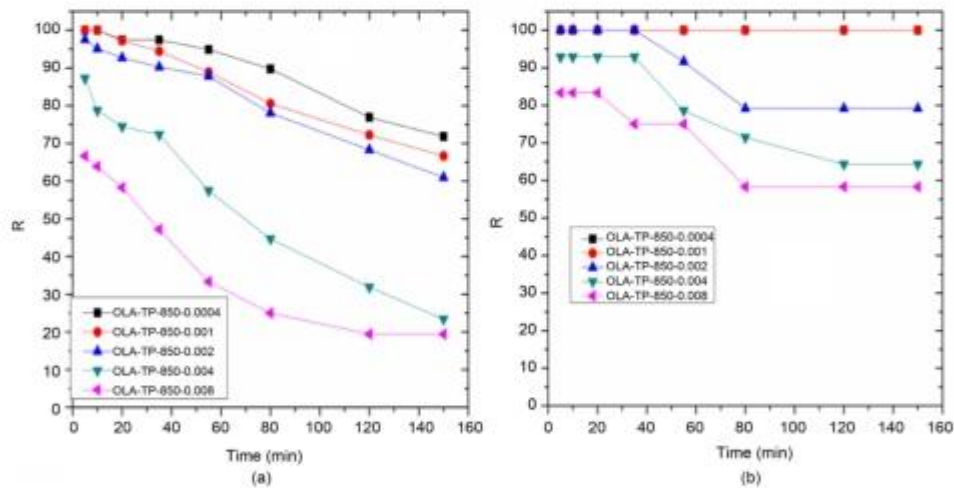 100
90
80
70
60
50
40
30
20
10
0
R
OLA-TP-850-0.0004
OLA-TP-850-0.001
OLA-TP-850-0.002
OLA-TP-850-0.004
OLA-TP-850-0.008
0 20 40 60 80 100 120 140 160
Time (min)
(a)
100
90
80
70
60
50
40
30
20
10
0
R
OLA-TP-850-0.0004
OLA-TP-850-0.001
OLA-TP-850-0.002
OLA-TP-850-0.004
OLA-TP-850-0.008
0 20 40 60 80 100 120 140 160
Time (min)
(b)